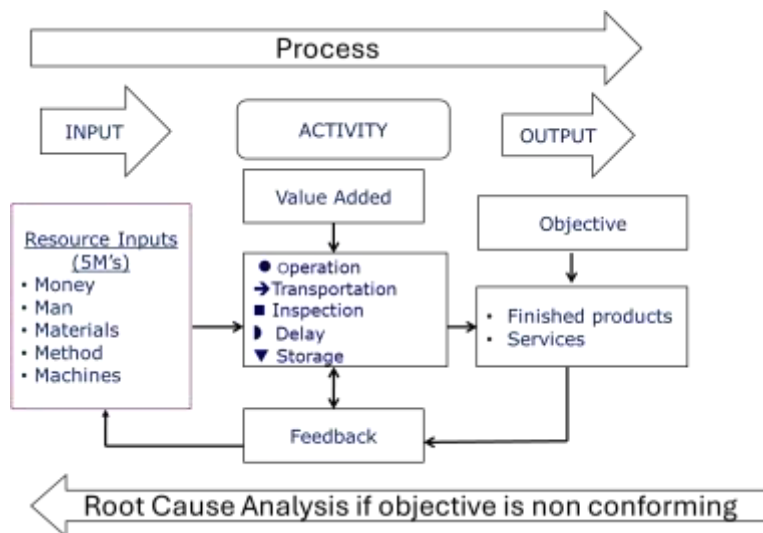 Process
INPUT
ACTIVITY
OUTPUT
Value Added
Objective
Resource Inputs
(5M's)
• Money
• Man
• Materials
• Method
• Machines
● Operation
➔Transportation
■ Inspection
◗ Delay
▼ Storage
• Finished products
• Services
Feedback
Root Cause Analysis if objective is non conforming